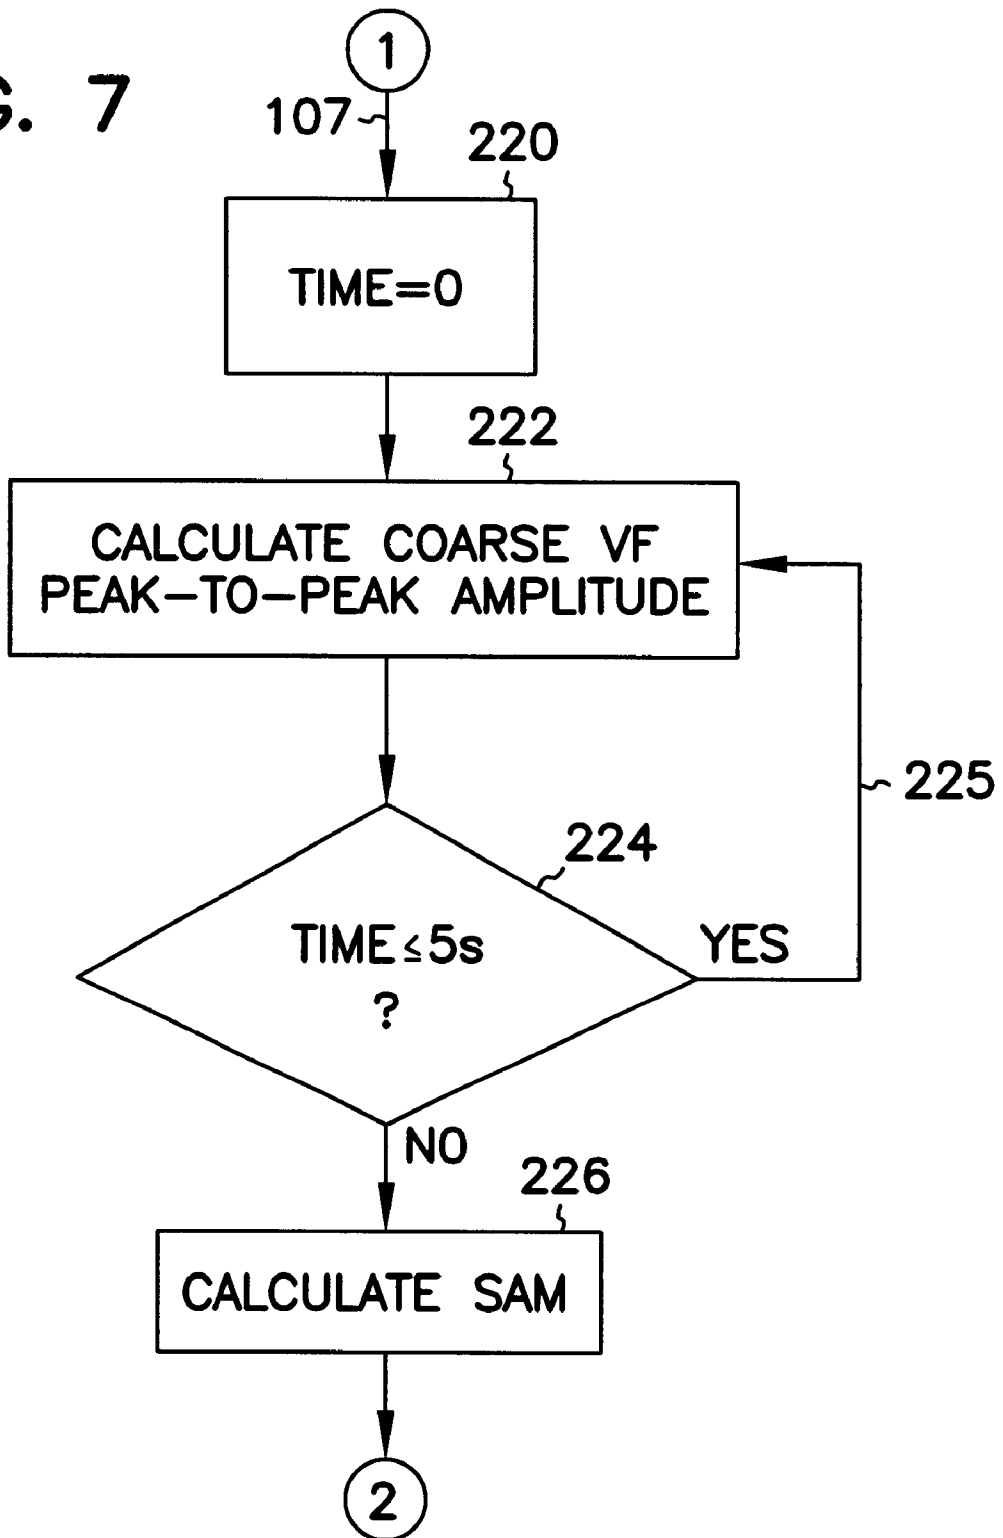 1
G. 7
107
220
TIME=0
222
CALCULATE COARSE VF
PEAK-TO-PEAK AMPLITUDE
225
224
TIME≤5s
?
YES
NO
226
CALCULATE SAM
2